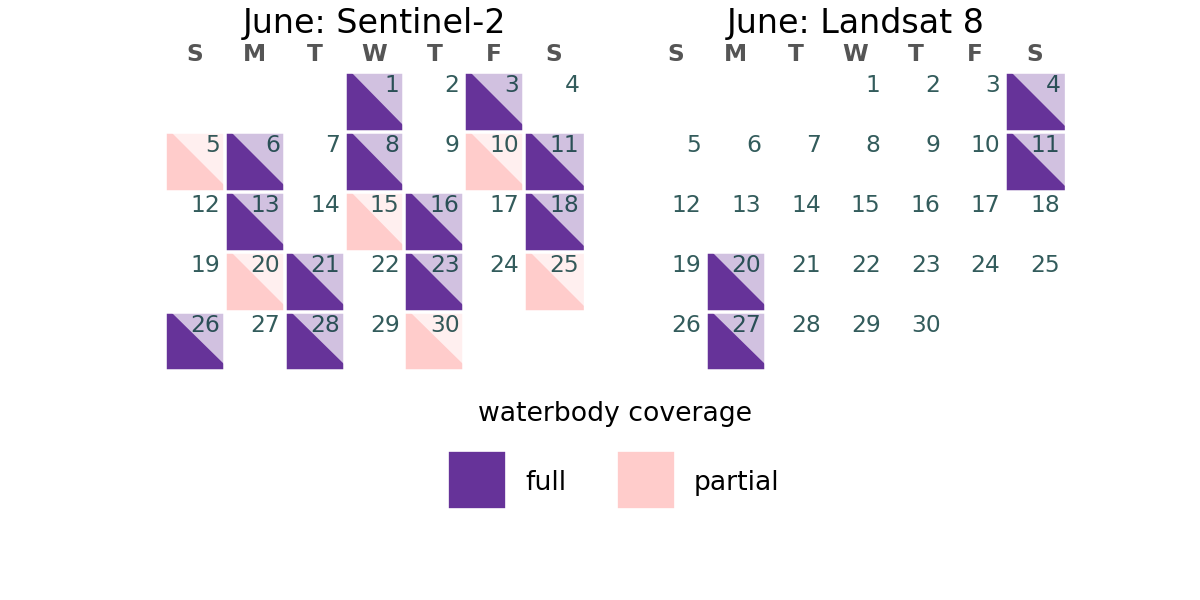 June: Sentinel-2
S M T W T F S
1 2 3 4
5 6 7 8 9 10 11
12 13 14 15 16 17 18
19 20 21 22 23 24 25
26 27 28 29 30
June: Landsat 8
S M T W T F S
1 2 3 4
5 6 7 8 9 10 11
12 13 14 15 16 17 18
19 20 21 22 23 24 25
26 27 28 29 30
waterbody coverage
full
partial